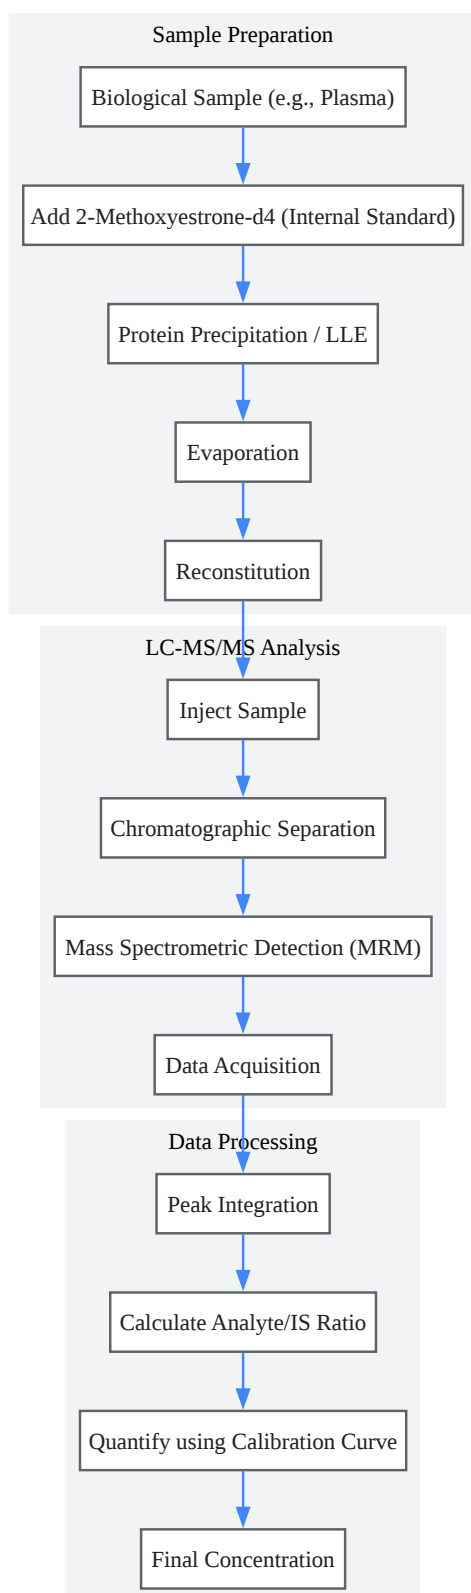 Sample Preparation
Biological Sample (e.g., Plasma)
Add 2-Methoxyestrone-d4 (Internal Standard)
Protein Precipitation / LLE
Evaporation
Reconstitution
LC-MS/MS Analysis
Inject Sample
Chromatographic Separation
Mass Spectrometric Detection (MRM)
Data Acquisition
Data Processing
Peak Integration
Calculate Analyte/IS Ratio
Quantify using Calibration Curve
Final Concentration